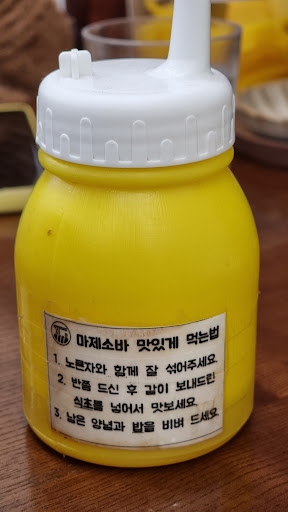 마제소바 맛있게 먹는법
1. 노른자와 함께 잘 섞어주세요.
2. 반쯤 드신 후 같이 보내드린
식초를 넣어서 맛보세요.
3. 남은 양념과 밥을 비벼 드세요.